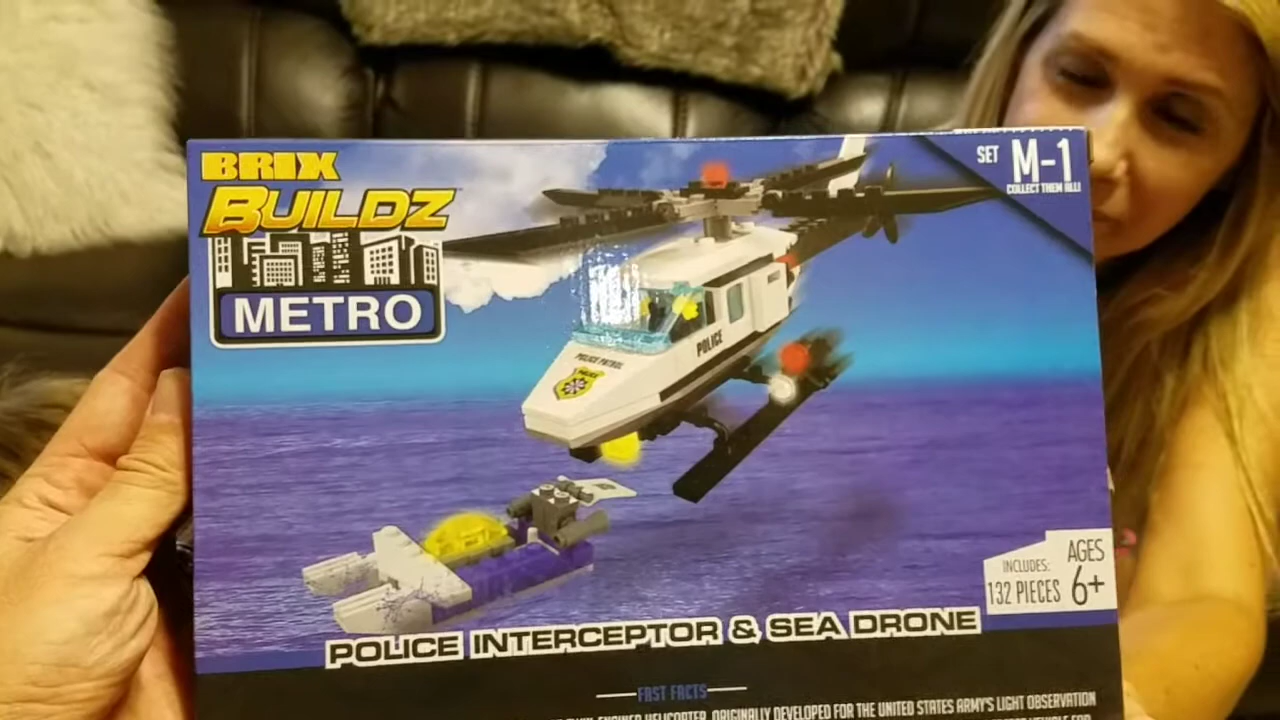 BRIX
BUILDZ
METRO
SET M-1
COLLECT THEM ALL!
POLICE
POLICE PATROL
POLICE
INCLUDES:
132 PIECES
AGES
6+
POLICE INTERCEPTOR & SEA DRONE
FAST FACTS
HELICOPTER, ORIGINALLY DEVELOPED FOR THE UNITED STATES ARMY'S LIGHT OBSERVATION